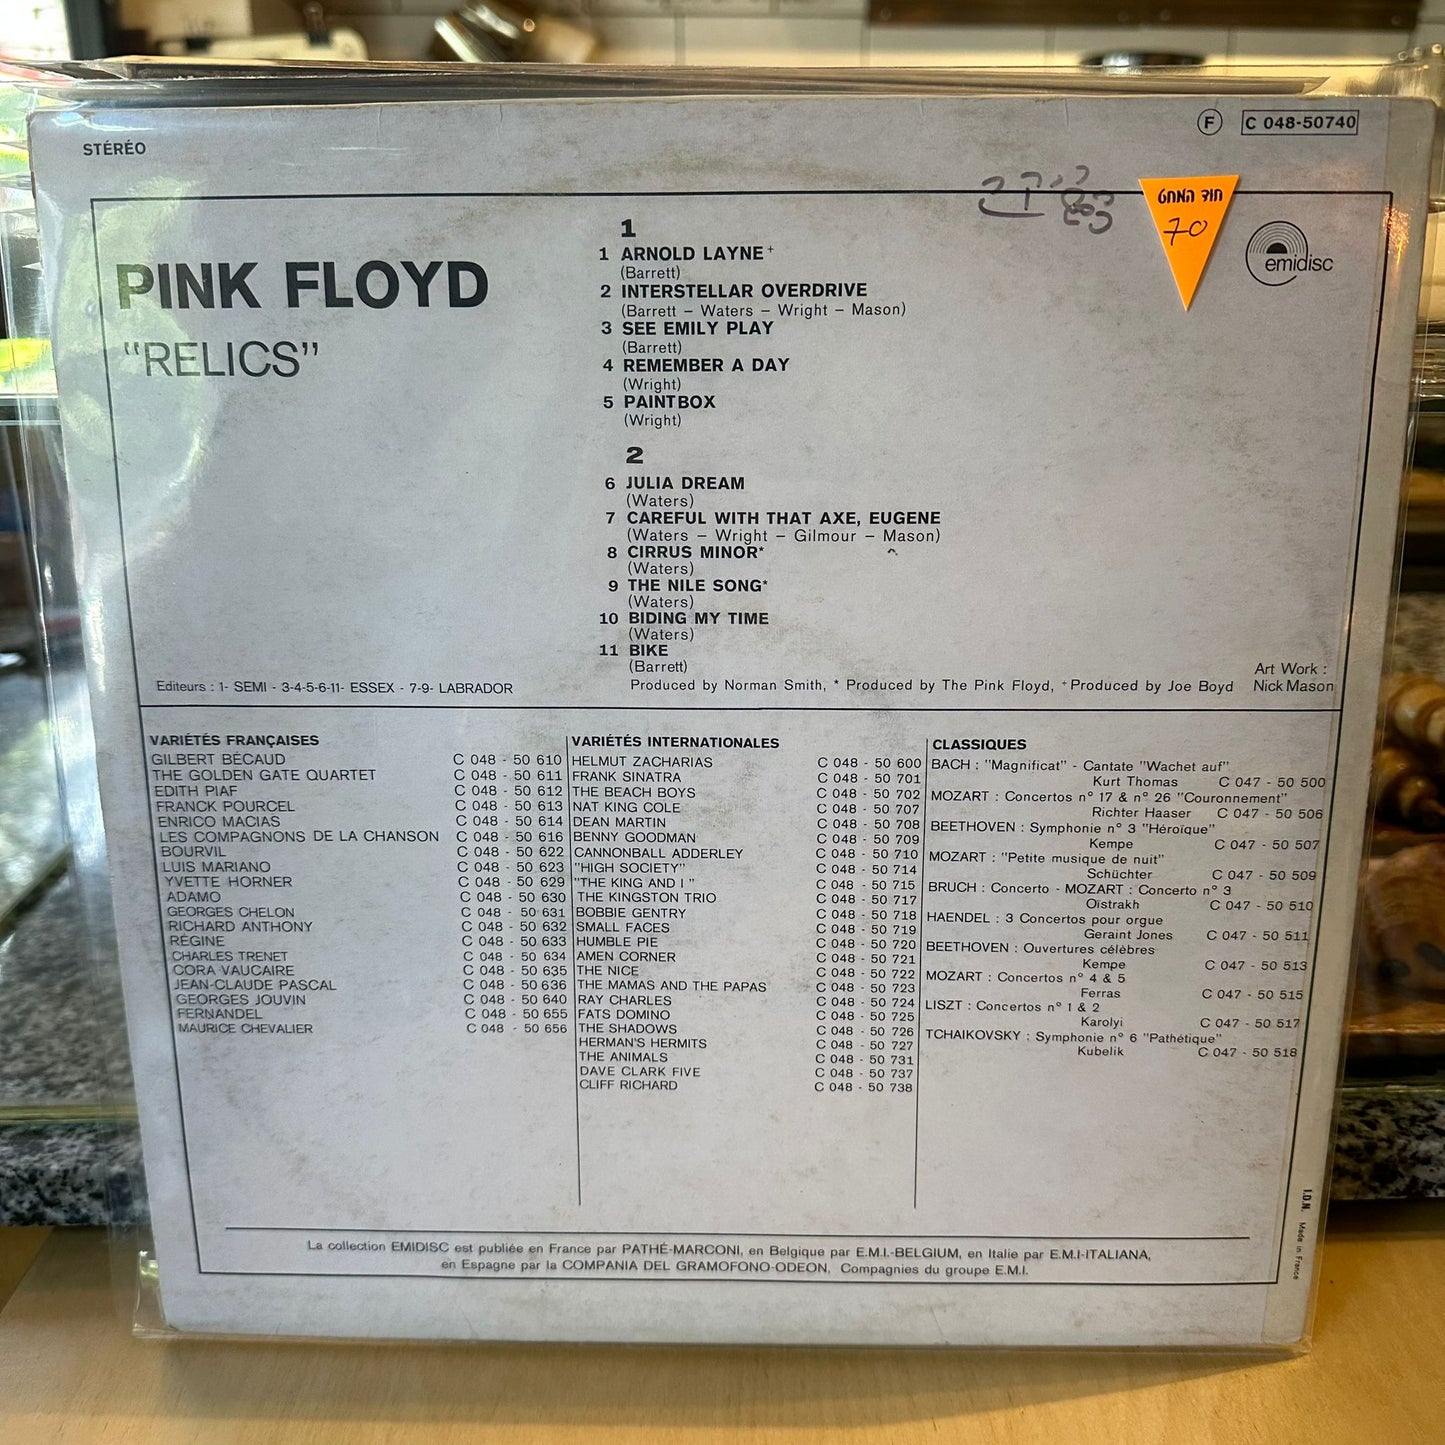 STÉRÉO
F C 048-50740
חוד המחט
70
emidisc
PINK FLOYD
"RELICS"
1
1 ARNOLD LAYNE+
(Barrett)
2 INTERSTELLAR OVERDRIVE
(Barrett – Waters – Wright – Mason)
3 SEE EMILY PLAY
(Barrett)
4 REMEMBER A DAY
(Wright)
5 PAINTBOX
(Wright)
2
6 JULIA DREAM
(Waters)
7 CAREFUL WITH THAT AXE, EUGENE
(Waters – Wright – Gilmour – Mason)
8 CIRRUS MINOR*
(Waters)
9 THE NILE SONG*
(Waters)
10 BIDING MY TIME
(Waters)
11 BIKE
(Barrett)
Editeurs : 1- SEMI - 3-4-5-6-11- ESSEX - 7-9- LABRADOR
Produced by Norman Smith, * Produced by The Pink Floyd, +Produced by Joe Boyd
Art Work :
Nick Mason
VARIÉTÉS FRANÇAISES
GILBERT BÉCAUD C 048 - 50 610
THE GOLDEN GATE QUARTET C 048 - 50 611
EDITH PIAF C 048 - 50 612
FRANCK POURCEL C 048 - 50 613
ENRICO MACIAS C 048 - 50 614
LES COMPAGNONS DE LA CHANSON C 048 - 50 616
BOURVIL C 048 - 50 622
LUIS MARIANO C 048 - 50 623
YVETTE HORNER C 048 - 50 629
ADAMO C 048 - 50 630
GEORGES CHELON C 048 - 50 631
RICHARD ANTHONY C 048 - 50 632
RÉGINE C 048 - 50 633
CHARLES TRENET C 048 - 50 634
CORA VAUCAIRE C 048 - 50 635
JEAN-CLAUDE PASCAL C 048 - 50 636
GEORGES JOUVIN C 048 - 50 640
FERNANDEL C 048 - 50 655
MAURICE CHEVALIER C 048 - 50 656
VARIÉTÉS INTERNATIONALES
HELMUT ZACHARIAS C 048 - 50 600
FRANK SINATRA C 048 - 50 701
THE BEACH BOYS C 048 - 50 702
NAT KING COLE C 048 - 50 707
DEAN MARTIN C 048 - 50 708
BENNY GOODMAN C 048 - 50 709
CANNONBALL ADDERLEY C 048 - 50 710
"HIGH SOCIETY" C 048 - 50 714
"THE KING AND I" C 048 - 50 715
THE KINGSTON TRIO C 048 - 50 717
BOBBIE GENTRY C 048 - 50 718
SMALL FACES C 048 - 50 719
HUMBLE PIE C 048 - 50 720
AMEN CORNER C 048 - 50 721
THE NICE C 048 - 50 722
THE MAMAS AND THE PAPAS C 048 - 50 723
RAY CHARLES C 048 - 50 724
FATS DOMINO C 048 - 50 725
THE SHADOWS C 048 - 50 726
HERMAN'S HERMITS C 048 - 50 727
THE ANIMALS C 048 - 50 731
DAVE CLARK FIVE C 048 - 50 737
CLIFF RICHARD C 048 - 50 738
CLASSIQUES
BACH : "Magnificat" - Cantate "Wachet auf"
Kurt Thomas C 047 - 50 500
MOZART : Concertos n° 17 & n° 26 "Couronnement"
Richter Haaser C 047 - 50 506
BEETHOVEN : Symphonie n° 3 "Héroïque"
Kempe C 047 - 50 507
MOZART : "Petite musique de nuit"
Schüchter C 047 - 50 509
BRUCH : Concerto - MOZART : Concerto n° 3
Oïstrakh C 047 - 50 510
HAENDEL : 3 Concertos pour orgue
Geraint Jones C 047 - 50 511
BEETHOVEN : Ouvertures célèbres
Kempe C 047 - 50 513
MOZART : Concertos n° 4 & 5
Ferras C 047 - 50 515
LISZT : Concertos n° 1 & 2
Karolyi C 047 - 50 517
TCHAIKOVSKY : Symphonie n° 6 "Pathétique"
Kubelik C 047 - 50 518
La collection EMIDISC est publiée en France par PATHÉ-MARCONI, en Belgique par E.M.I.-BELGIUM, en Italie par E.M.I-ITALIANA,
en Espagne par la COMPANIA DEL GRAMOFONO-ODEON, Compagnies du groupe E.M.I.
I.D.N. Made in France